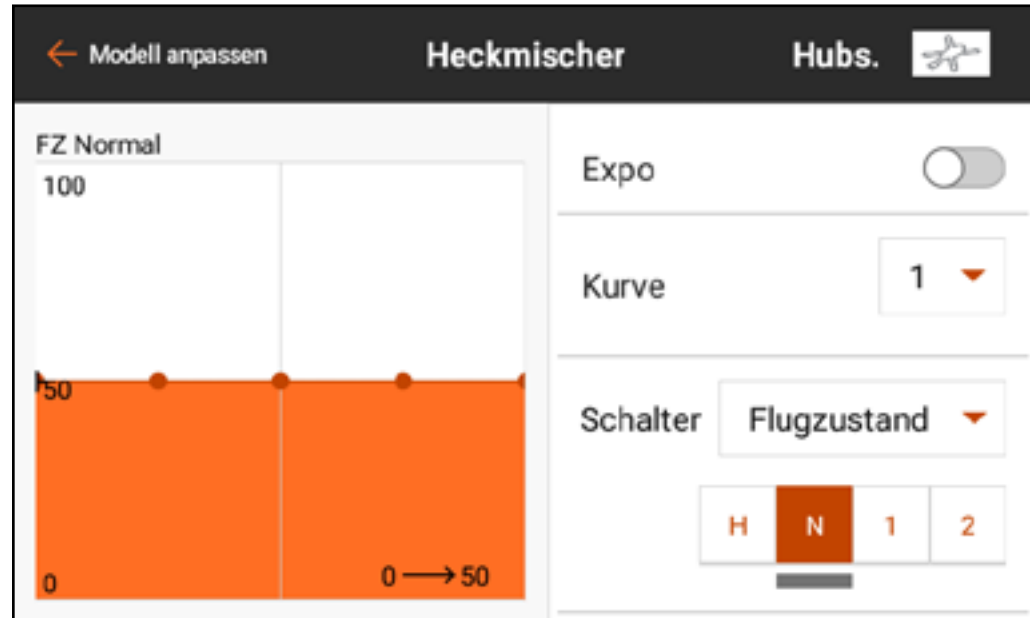 ← Modell anpassen Heckmischer Hubs.
FZ Normal
100
50
0
0 → 50
Expo
Kurve 1
Schalter Flugzustand
H N 1 2